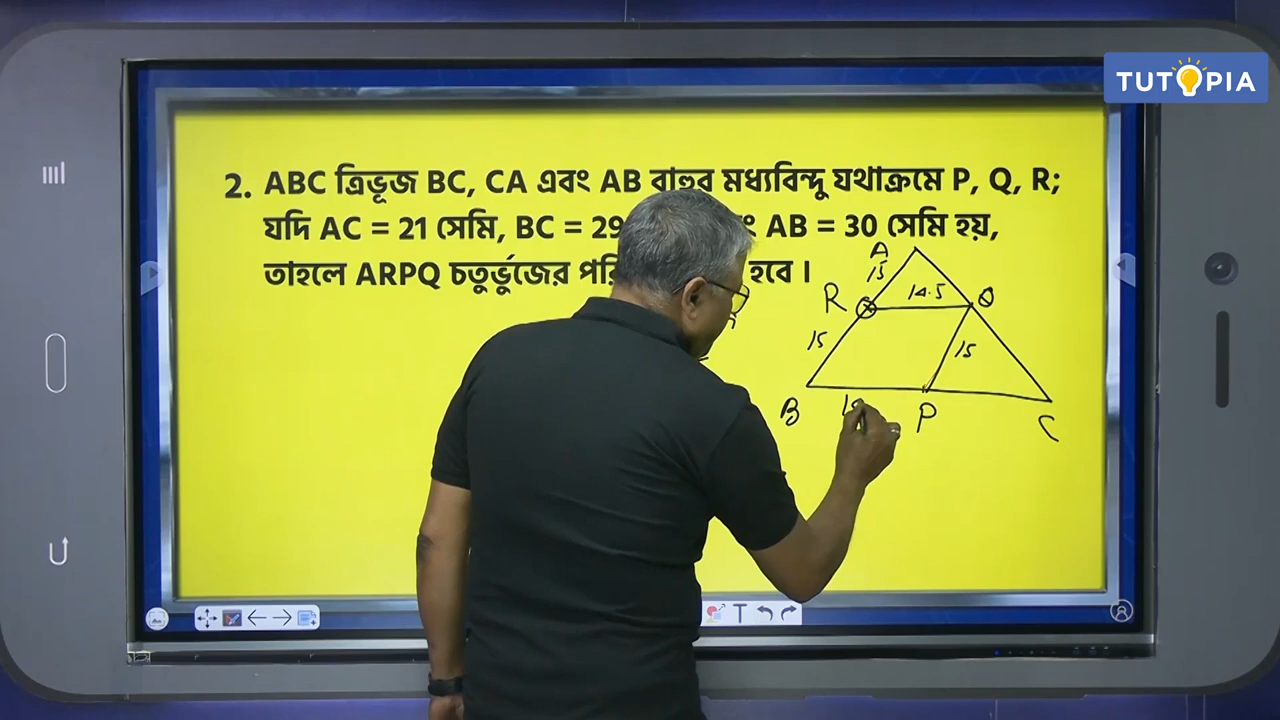 TUTOPIA
2. ABC ত্রিভূজ BC, CA এবং AB বাহুর মধ্যবিন্দু যথাক্রমে P, Q, R;
যদি AC = 21 সেমি, BC = 29 AB = 30 সেমি হয়,
তাহলে ARPQ চতুর্ভুজের হবে ।
A
15
14.5
R
Q
15
15
B
P
C
T